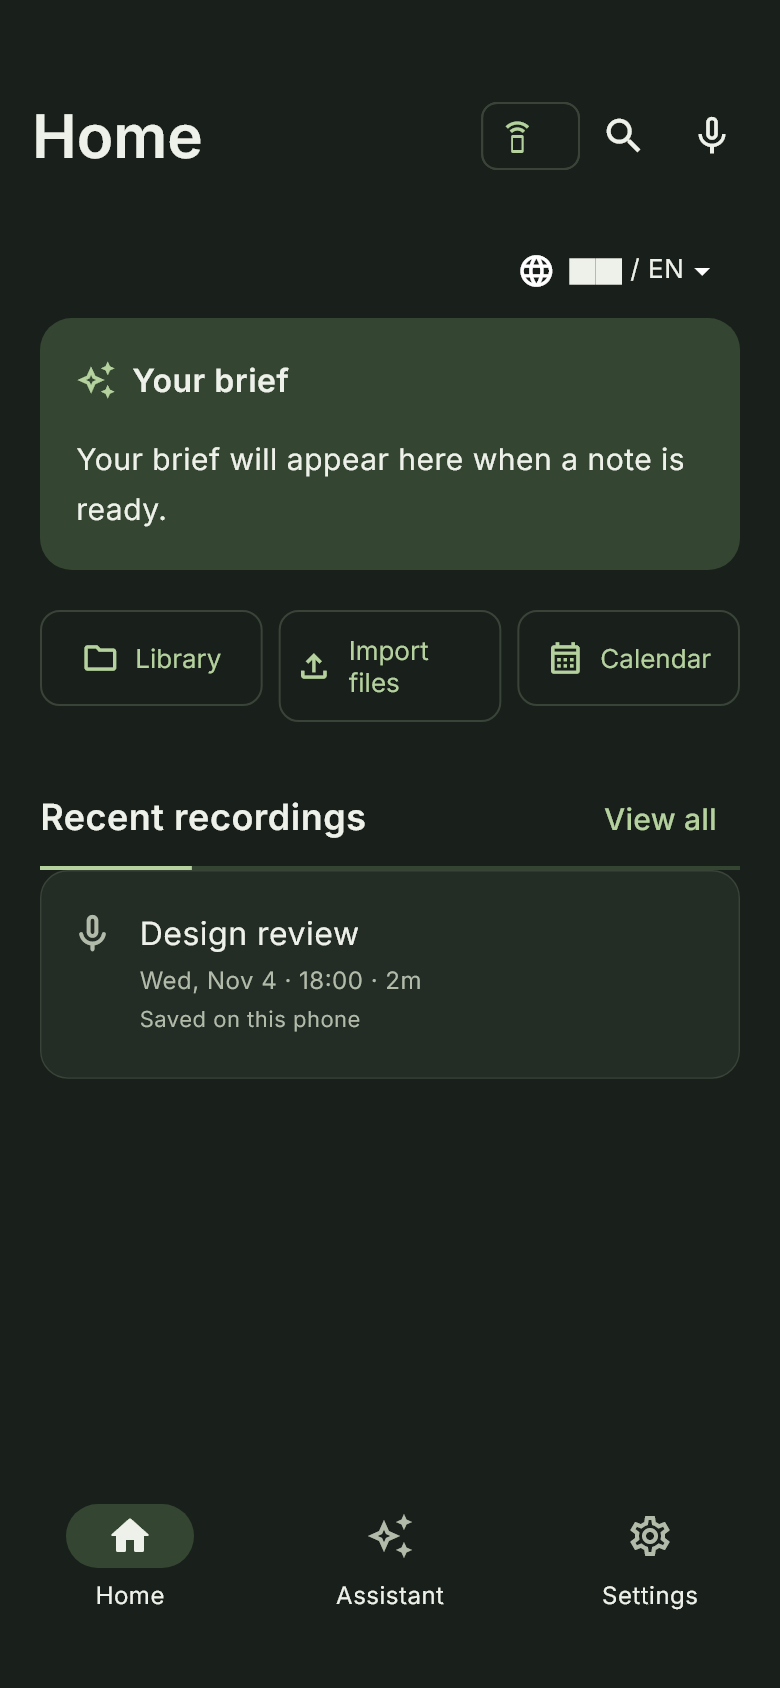 Home
/ EN
Your brief
Your brief will appear here when a note is
ready.
Library
Import
files
Calendar
Recent recordings
View all
Design review
Wed, Nov 4 · 18:00 · 2m
Saved on this phone
Home
Assistant
Settings